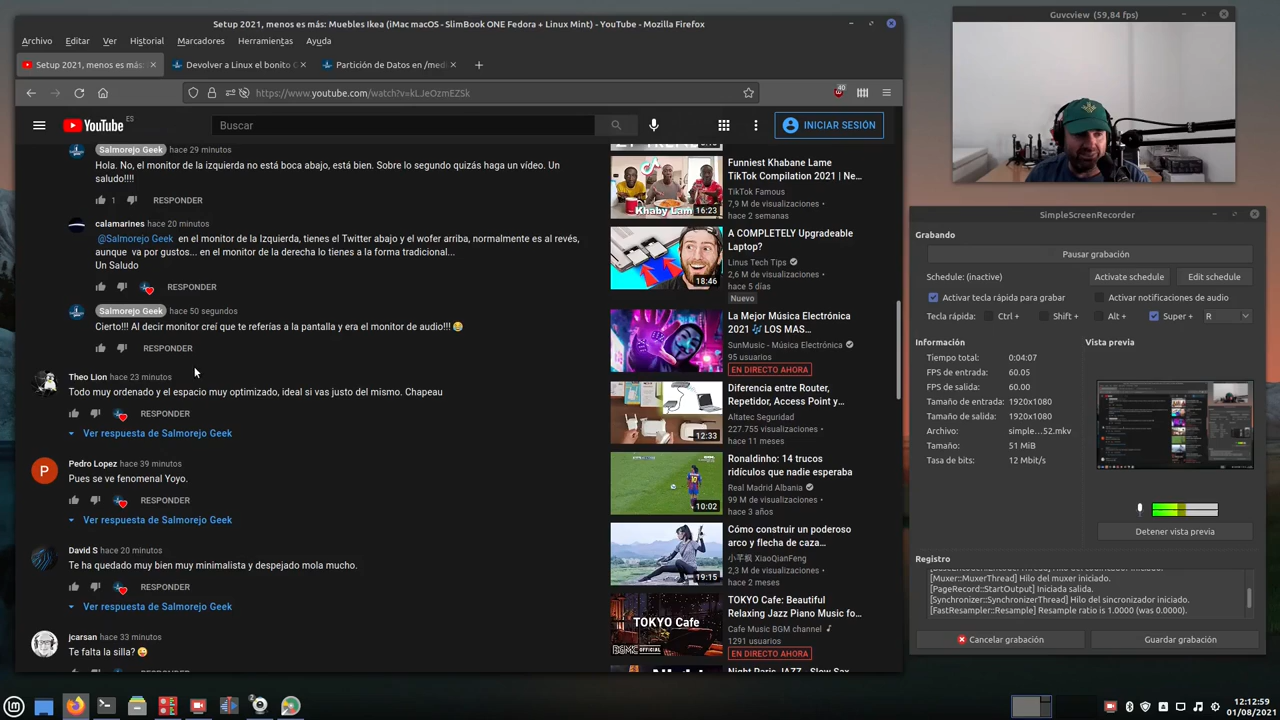 Setup 2021, menos es más: Muebles Ikea (iMac macOS - SlimBook ONE Fedora + Linux Mint) - YouTube - Mozilla Firefox
Archivo Editar Ver Historial Marcadores Herramientas Ayuda
Setup 2021, menos es más:
Devolver a Linux el bonito C
Partición de Datos en /med
https://www.youtube.com/watch?v=kLJeOzmEZSk
40
YouTube ES
Buscar
INICIAR SESIÓN
Salmorejo Geek hace 29 minutos
Hola. No, el monitor de la izquierda no está boca abajo, está bien. Sobre lo segundo quizás haga un vídeo. Un
saludo!!!!
1 RESPONDER
calamarines hace 20 minutos
@Salmorejo Geek en el monitor de la Izquierda, tienes el Twitter abajo y el wofer arriba, normalmente es al revés,
aunque va por gustos... en el monitor de la derecha lo tienes a la forma tradicional...
Un Saludo
RESPONDER
Salmorejo Geek hace 50 segundos
Cierto!!! Al decir monitor creí que te referías a la pantalla y era el monitor de audio!!! 😂
RESPONDER
Theo Lion hace 23 minutos
Todo muy ordenado y el espacio muy optimizado, ideal si vas justo del mismo. Chapeau.
RESPONDER
Ver respuesta de Salmorejo Geek
P
Pedro Lopez hace 39 minutos
Pues se ve fenomenal Yoyo.
RESPONDER
Ver respuesta de Salmorejo Geek
David S hace 20 minutos
Te ha quedado muy bien muy minimalista y despejado mola mucho.
RESPONDER
Ver respuesta de Salmorejo Geek
jcarsan hace 33 minutos
Te falta la silla? 😜
TikTok
Khaby Lam
16:23
Funniest Khabane Lame
TikTok Compilation 2021 | Ne...
TikTok Famous
7,9 M de visualizaciones
hace 2 semanas
18:46
A COMPLETELY Upgradeable
Laptop?
Linus Tech Tips
2,6 M de visualizaciones
hace 5 días
Nuevo
La Mejor Música Electrónica
2021 🎶 LOS MAS...
SunMusic - Música Electrónica
95 usuarios
EN DIRECTO AHORA
12:33
Diferencia entre Router,
Repetidor, Access Point y...
Altatec Seguridad
227.755 visualizaciones
hace 11 meses
10:02
Ronaldinho: 14 trucos
ridículos que nadie esperaba
Real Madrid Albania
99 M de visualizaciones
hace 3 años
19:15
Cómo construir un poderoso
arco y flecha de caza...
小芊枫 XiaoQianFeng
2,3 M de visualizaciones
hace 2 meses
TOKYO Cafe
BGMC OFFICIAL
TOKYO Cafe: Beautiful
Relaxing Jazz Piano Music fo...
Cafe Music BGM channel
1291 usuarios
EN DIRECTO AHORA
Night Paris JAZZ - Slow Sax
Guvcview (59,84 fps)
SimpleScreenRecorder
Grabando
Pausar grabación
Schedule: (inactive) Activate schedule Edit schedule
Activar tecla rápida para grabar Activar notificaciones de audio
Tecla rápida: Ctrl + Shift + Alt + Super + R
Información
Tiempo total: 0:04:07
FPS de entrada: 60.05
FPS de salida: 60.00
Tamaño de entrada: 1920x1080
Tamaño de salida: 1920x1080
Archivo: simple...52.mkv
Tamaño: 51 MiB
Tasa de bits: 12 Mbit/s
Vista previa
Detener vista previa
Registro
[MuxerThread] Hilo del muxer iniciado.
[PageRecord::StartOutput] Iniciada salida.
[Synchronizer::SynchronizerThread] Hilo del sincronizador iniciado.
[FastResampler::Resample] Resample ratio is 1.0000 (was 0.0000).
Cancelar grabación
Guardar grabación
12:12:59
01/08/2021